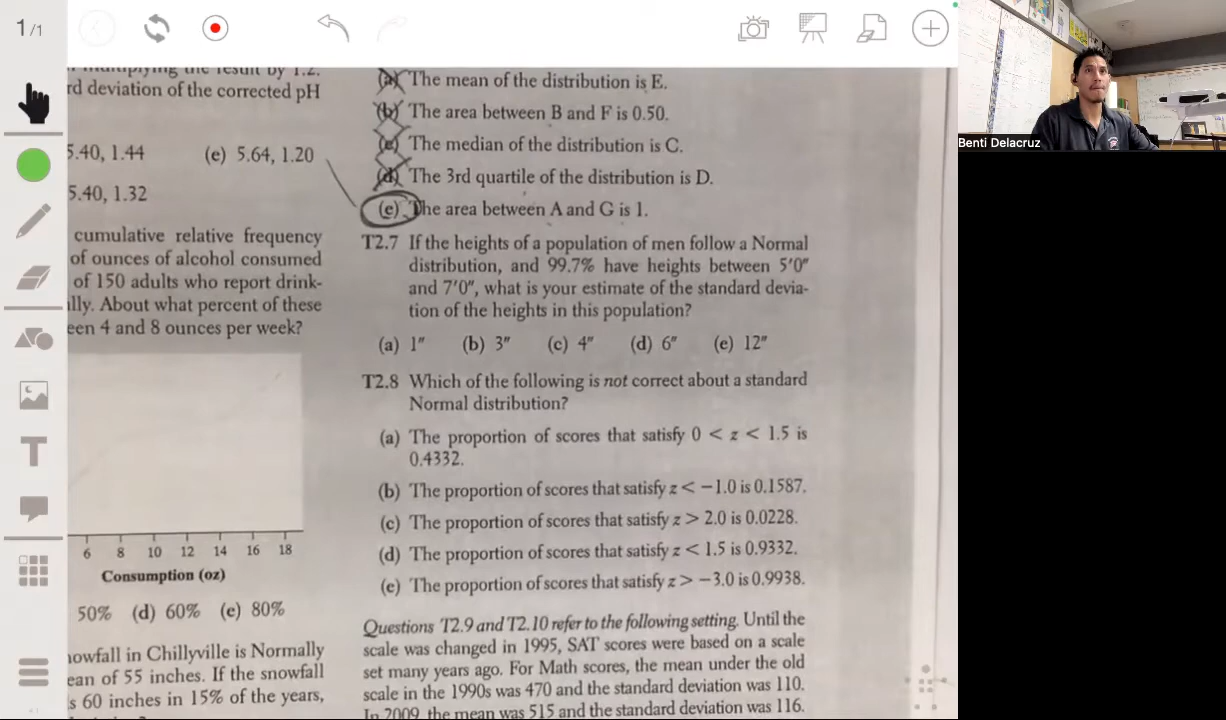 1/1
Benti Delacruz
rd deviation of the corrected pH
5.40, 1.44 (e) 5.64, 1.20
5.40, 1.32
cumulative relative frequency
of ounces of alcohol consumed
of 150 adults who report drink-
lly. About what percent of these
een 4 and 8 ounces per week?
6 8 10 12 14 16 18
Consumption (oz)
50% (d) 60% (e) 80%
owfall in Chillyville is Normally
ean of 55 inches. If the snowfall
s 60 inches in 15% of the years,
(a) The mean of the distribution is E.
(b) The area between B and F is 0.50.
(c) The median of the distribution is C.
(d) The 3rd quartile of the distribution is D.
(e) The area between A and G is 1.
T2.7 If the heights of a population of men follow a Normal
distribution, and 99.7% have heights between 5′0″
and 7′0″, what is your estimate of the standard devia-
tion of the heights in this population?
(a) 1″ (b) 3″ (c) 4″ (d) 6″ (e) 12″
T2.8 Which of the following is not correct about a standard
Normal distribution?
(a) The proportion of scores that satisfy 0 < z < 1.5 is
0.4332.
(b) The proportion of scores that satisfy z < −1.0 is 0.1587.
(c) The proportion of scores that satisfy z > 2.0 is 0.0228.
(d) The proportion of scores that satisfy z < 1.5 is 0.9332.
(e) The proportion of scores that satisfy z > −3.0 is 0.9938.
Questions T2.9 and T2.10 refer to the following setting. Until the
scale was changed in 1995, SAT scores were based on a scale
set many years ago. For Math scores, the mean under the old
scale in the 1990s was 470 and the standard deviation was 110.
In 2009, the mean was 515 and the standard deviation was 116.